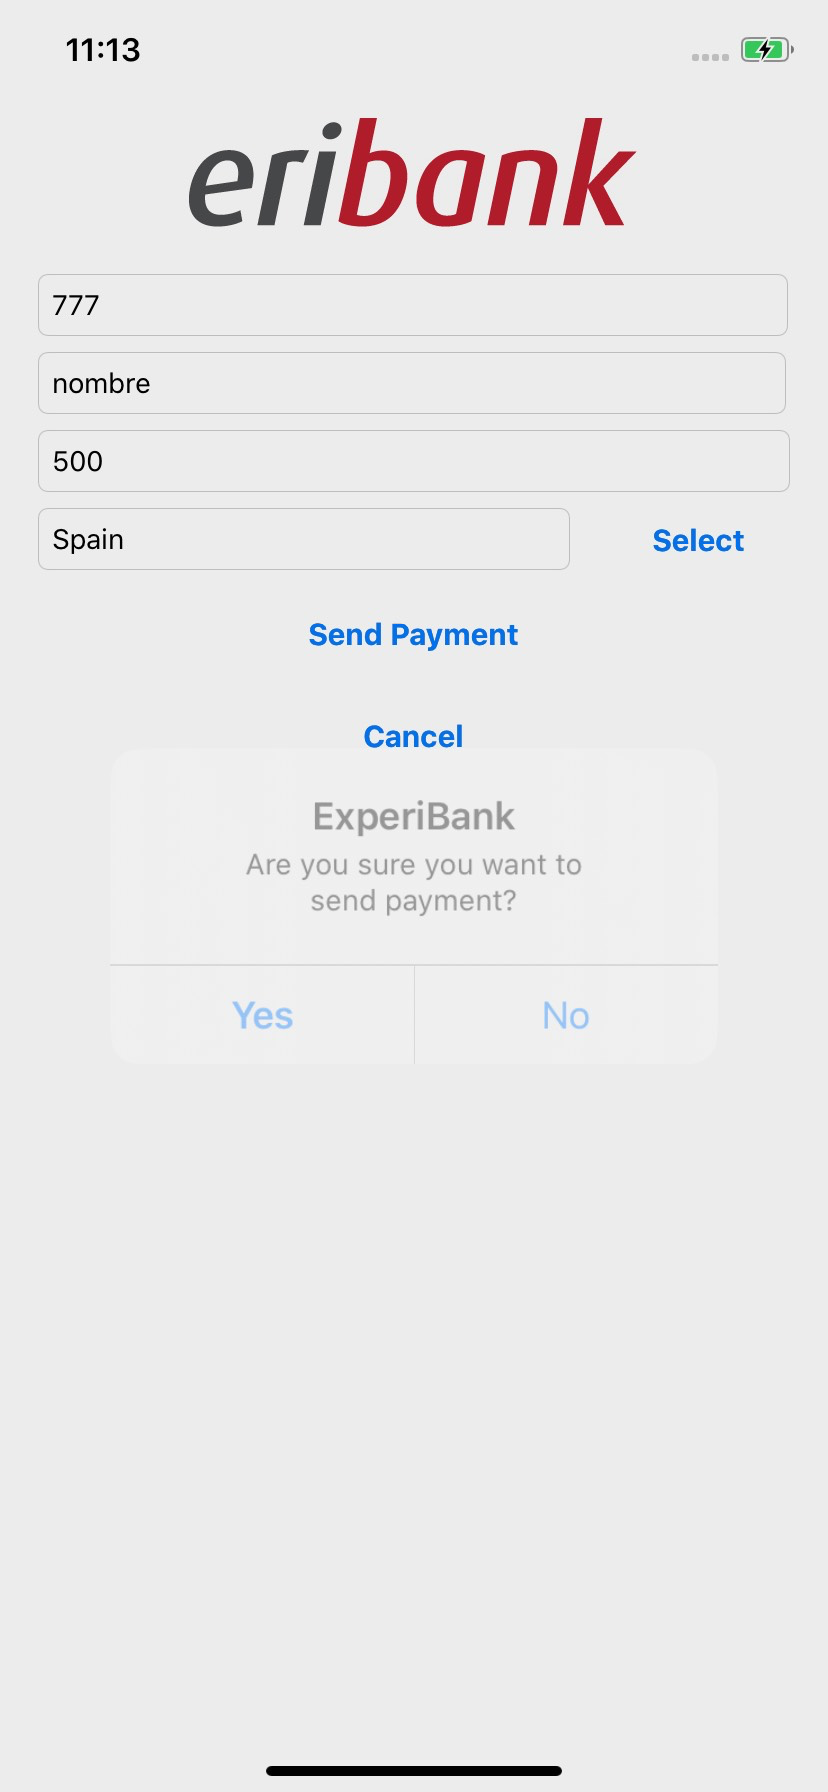 11:13
eribank
777
nombre
500
Spain
Select
Send Payment
Cancel
ExperiBank
Are you sure you want to
send payment?
Yes
No